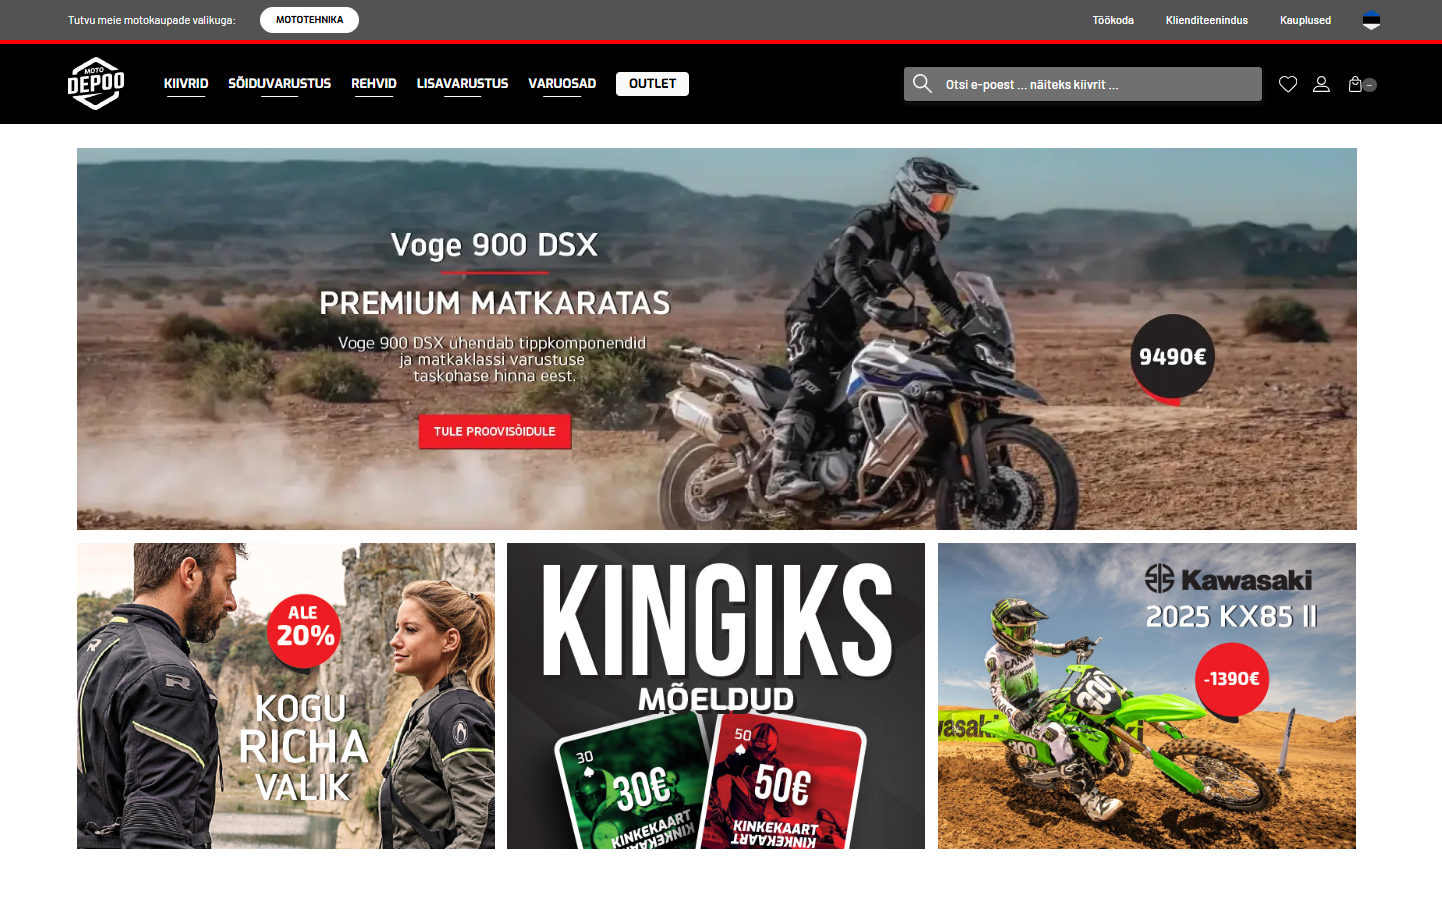 Tutvu meie motokaupade valikuga:
MOTOTEHNIKA
Töökoda
Klienditeenindus
Kauplused
MOTO
DEPOO
KIIVRID
SÕIDUVARUSTUS
REHVID
LISAVARUSTUS
VARUOSAD
OUTLET
Otsi e-poest ... näiteks kiivrit ...
Voge 900 DSX
PREMIUM MATKARATAS
Voge 900 DSX ühendab tippkomponendid
ja matkaklassi varustuse
taskohase hinna eest.
TULE PROOVISÕIDULE
9490€
ALE
20%
KOGU
RICHA
VALIK
R
R
KINGIKS
MÕELDUD
30
30€
KINKEKAART
KINKEKAART
50
50€
KINKEKAART
KINKEKAART
Kawasaki
2025 KX85 II
-1390€
300
300